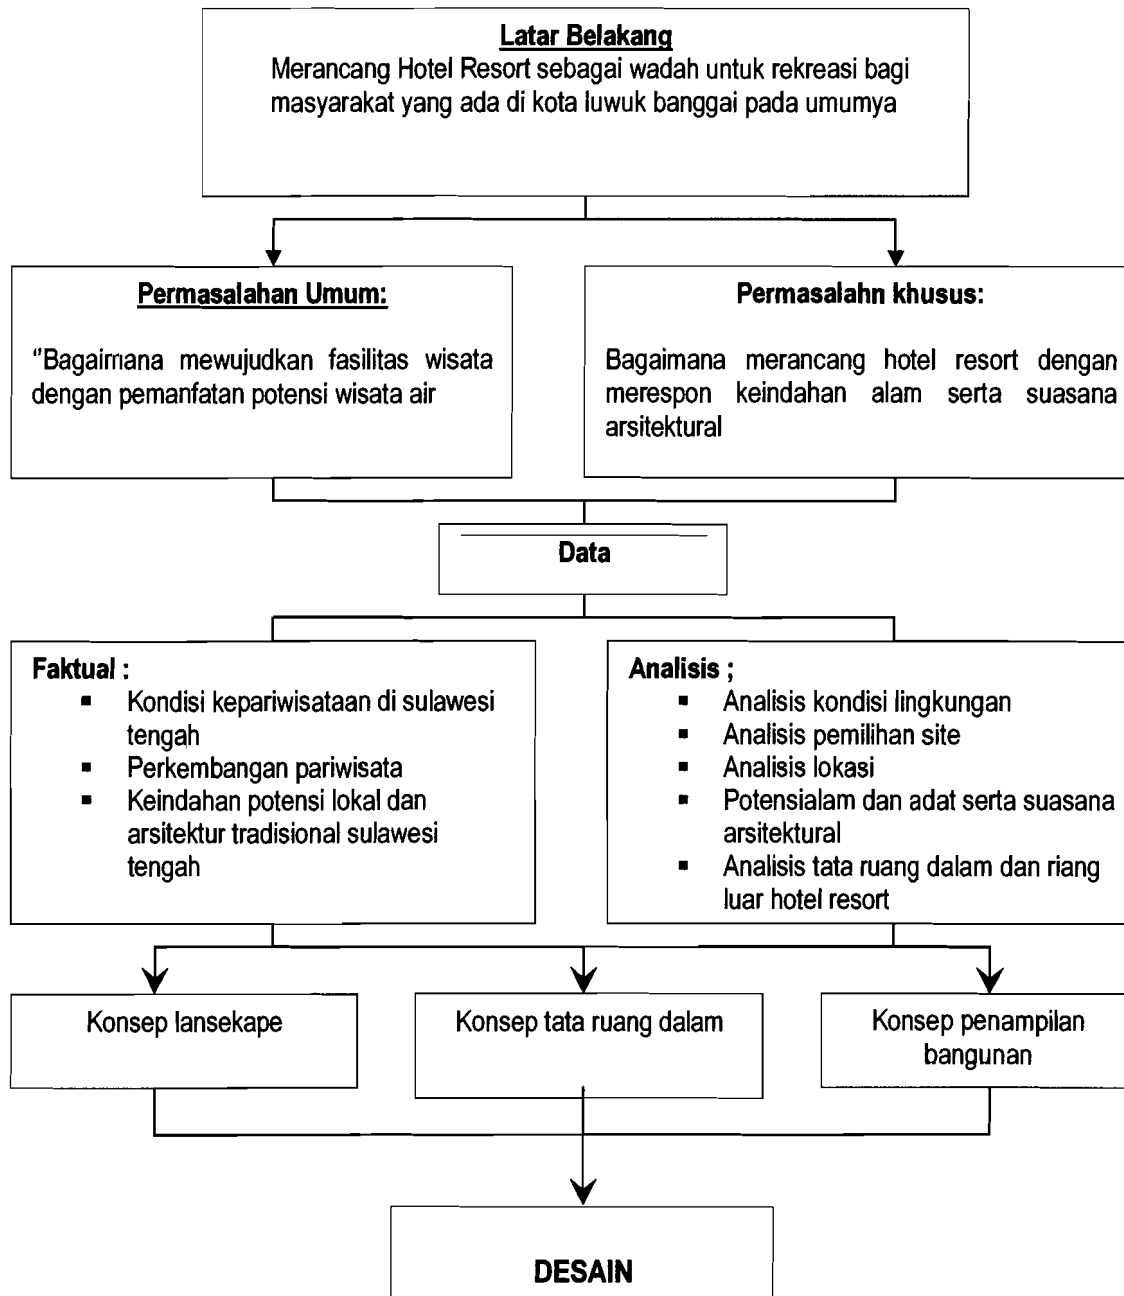 Latar Belakang
Merancang Hotel Resort sebagai wadah untuk rekreasi bagi
masyarakat yang ada di kota luwuk banggai pada umumya
Permasalahan Umum:
"Bagaimana mewujudkan fasilitas wisata
dengan pemanfatan potensi wisata air
Permasalahn khusus:
Bagaimana merancang hotel resort dengan
merespon keindahan alam serta suasana
arsitektural
Data
Faktual :
▪ Kondisi kepariwisataan di sulawesi
tengah
▪ Perkembangan pariwisata
▪ Keindahan potensi lokal dan
arsitektur tradisional sulawesi
tengah
Analisis ;
▪ Analisis kondisi lingkungan
▪ Analisis pemilihan site
▪ Analisis lokasi
▪ Potensialam dan adat serta suasana
arsitektural
▪ Analisis tata ruang dalam dan riang
luar hotel resort
Konsep lansekape
Konsep tata ruang dalam
Konsep penampilan
bangunan
DESAIN